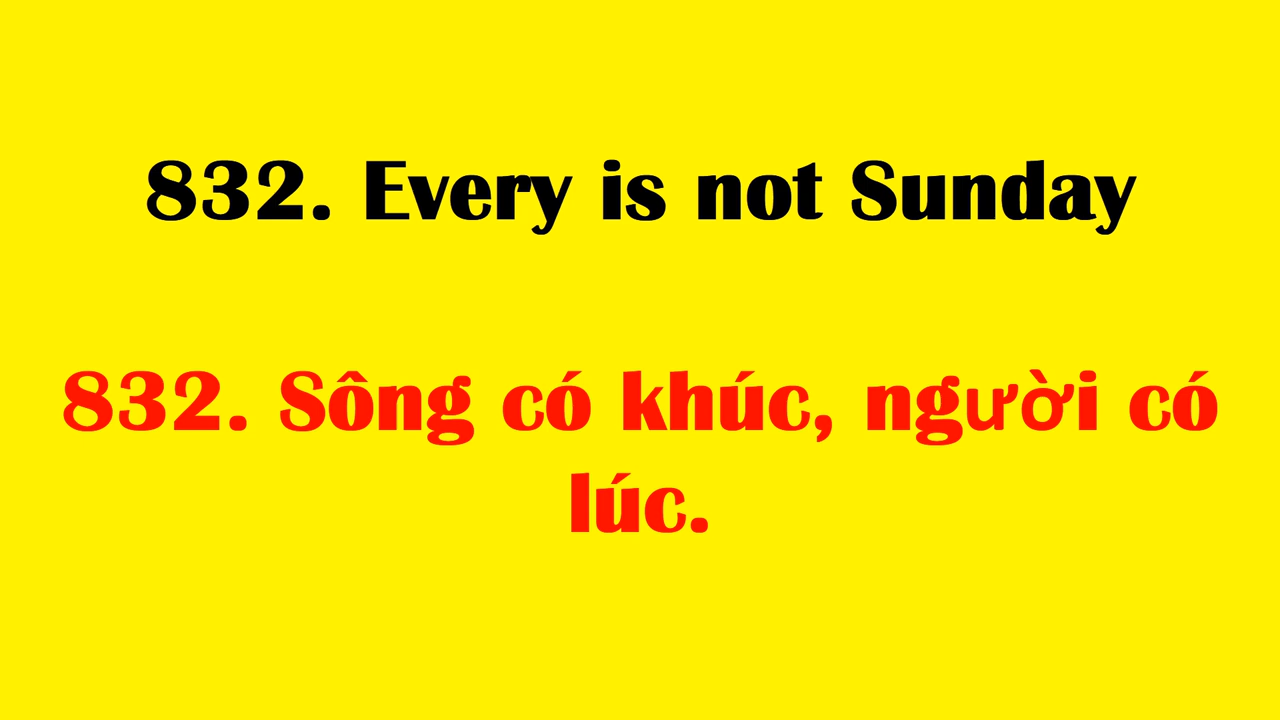 832. Every is not Sunday
832. Sông có khúc, người có
lúc.